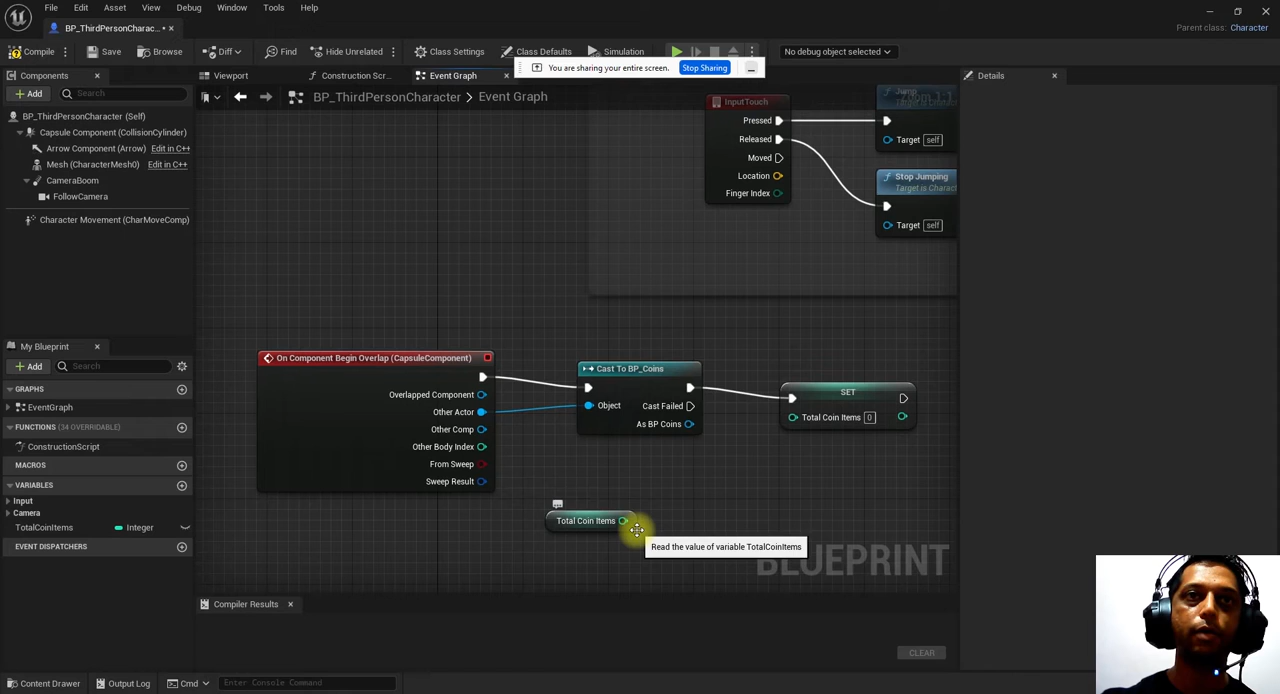 File Edit Asset View Debug Window Tools Help
BP_ThirdPersonCharac...
Parent class: Character
Compile Save Browse Diff Find Hide Unrelated Class Settings Class Defaults Simulation No debug object selected
You are sharing your entire screen. Stop Sharing
Components Viewport Construction Scr... Event Graph Details
Add Search
BP_ThirdPersonCharacter > Event Graph Zoom 1:1
BP_ThirdPersonCharacter (Self)
Capsule Component (CollisionCylinder)
Arrow Component (Arrow) Edit in C++
Mesh (CharacterMesh0) Edit in C++
CameraBoom
FollowCamera
Character Movement (CharMoveComp)
InputTouch
Pressed
Released
Moved
Location
Finger Index
Jump
Target self
Stop Jumping
Target is Charac
Target self
My Blueprint
Add Search
GRAPHS
EventGraph
FUNCTIONS (34 OVERRIDABLE)
ConstructionScript
MACROS
VARIABLES
Input
Camera
TotalCoinItems Integer
EVENT DISPATCHERS
On Component Begin Overlap (CapsuleComponent)
Overlapped Component
Other Actor
Other Comp
Other Body Index
From Sweep
Sweep Result
Cast To BP_Coins
Object Cast Failed
As BP Coins
SET
Total Coin Items 0
Total Coin Items
Read the value of variable TotalCoinItems
BLUEPRINT
Compiler Results
CLEAR
Content Drawer Output Log Cmd Enter Console Command